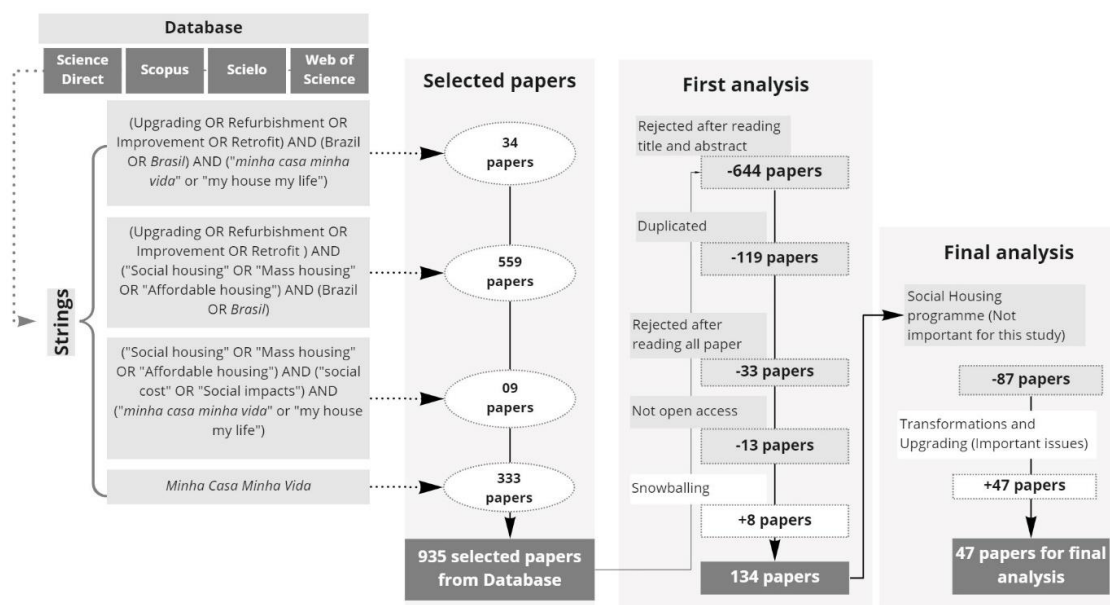 Database
Science
Direct
Scopus
Scielo
Web of
Science
Strings
(Upgrading OR Refurbishment OR
Improvement OR Retrofit) AND (Brazil
OR Brasil) AND ("minha casa minha
vida" or "my house my life")
(Upgrading OR Refurbishment OR
Improvement OR Retrofit ) AND
("Social housing" OR "Mass housing"
OR "Affordable housing") AND (Brazil
OR Brasil)
("Social housing" OR "Mass housing"
OR "Affordable housing") AND ("social
cost" OR "Social impacts") AND
("minha casa minha vida" or "my house
my life")
Minha Casa Minha Vida
Selected papers
34
papers
559
papers
09
papers
333
papers
935 selected papers
from Database
First analysis
Rejected after reading
title and abstract
-644 papers
Duplicated
-119 papers
Rejected after
reading all paper
-33 papers
Not open access
-13 papers
Snowballing
+8 papers
134 papers
Final analysis
Social Housing
programme (Not
important for this study)
-87 papers
Transformations and
Upgrading (Important issues)
+47 papers
47 papers for final
analysis